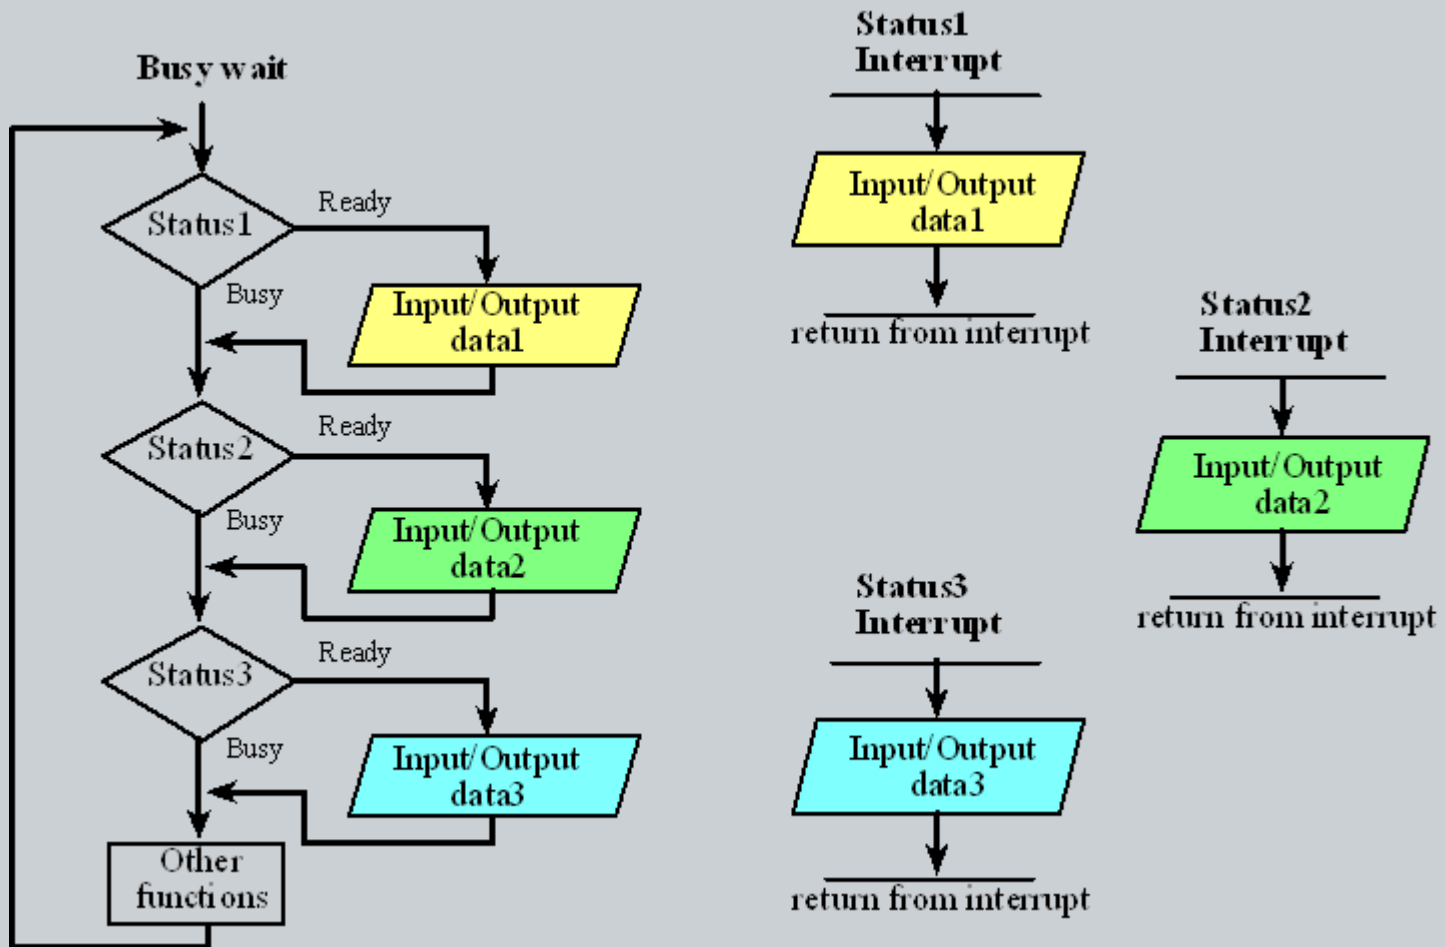 Busy wait
Status1
Ready
Busy
Input/Output
data1
Status2
Ready
Busy
Input/Output
data2
Status3
Ready
Busy
Input/Output
data3
Other
functions
Status1
Interrupt
Input/Output
data1
return from interrupt
Status2
Interrupt
Input/Output
data2
return from interrupt
Status3
Interrupt
Input/Output
data3
return from interrupt